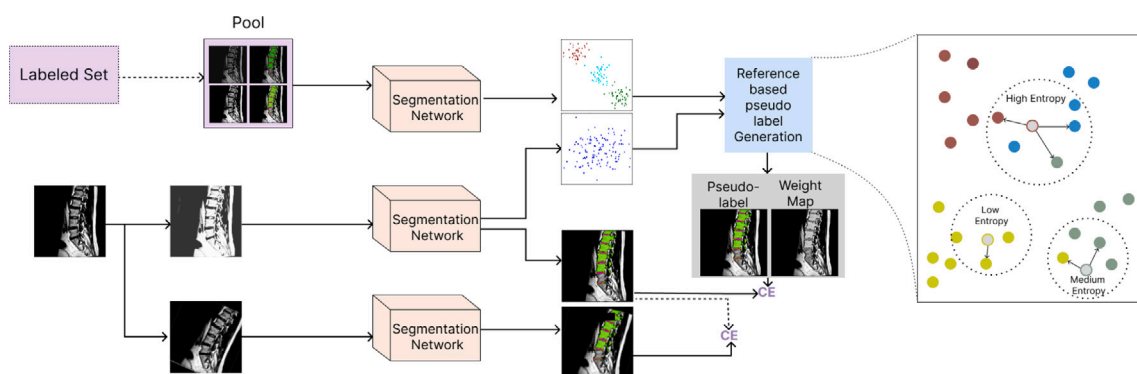 Pool
Labeled Set
Segmentation
Network
Reference
based
pseudo
label
Generation
High Entropy
Pseudo-
label
Weight
Map
Segmentation
Network
Low
Entropy
Medium
Entropy
CE
Segmentation
Network
CE